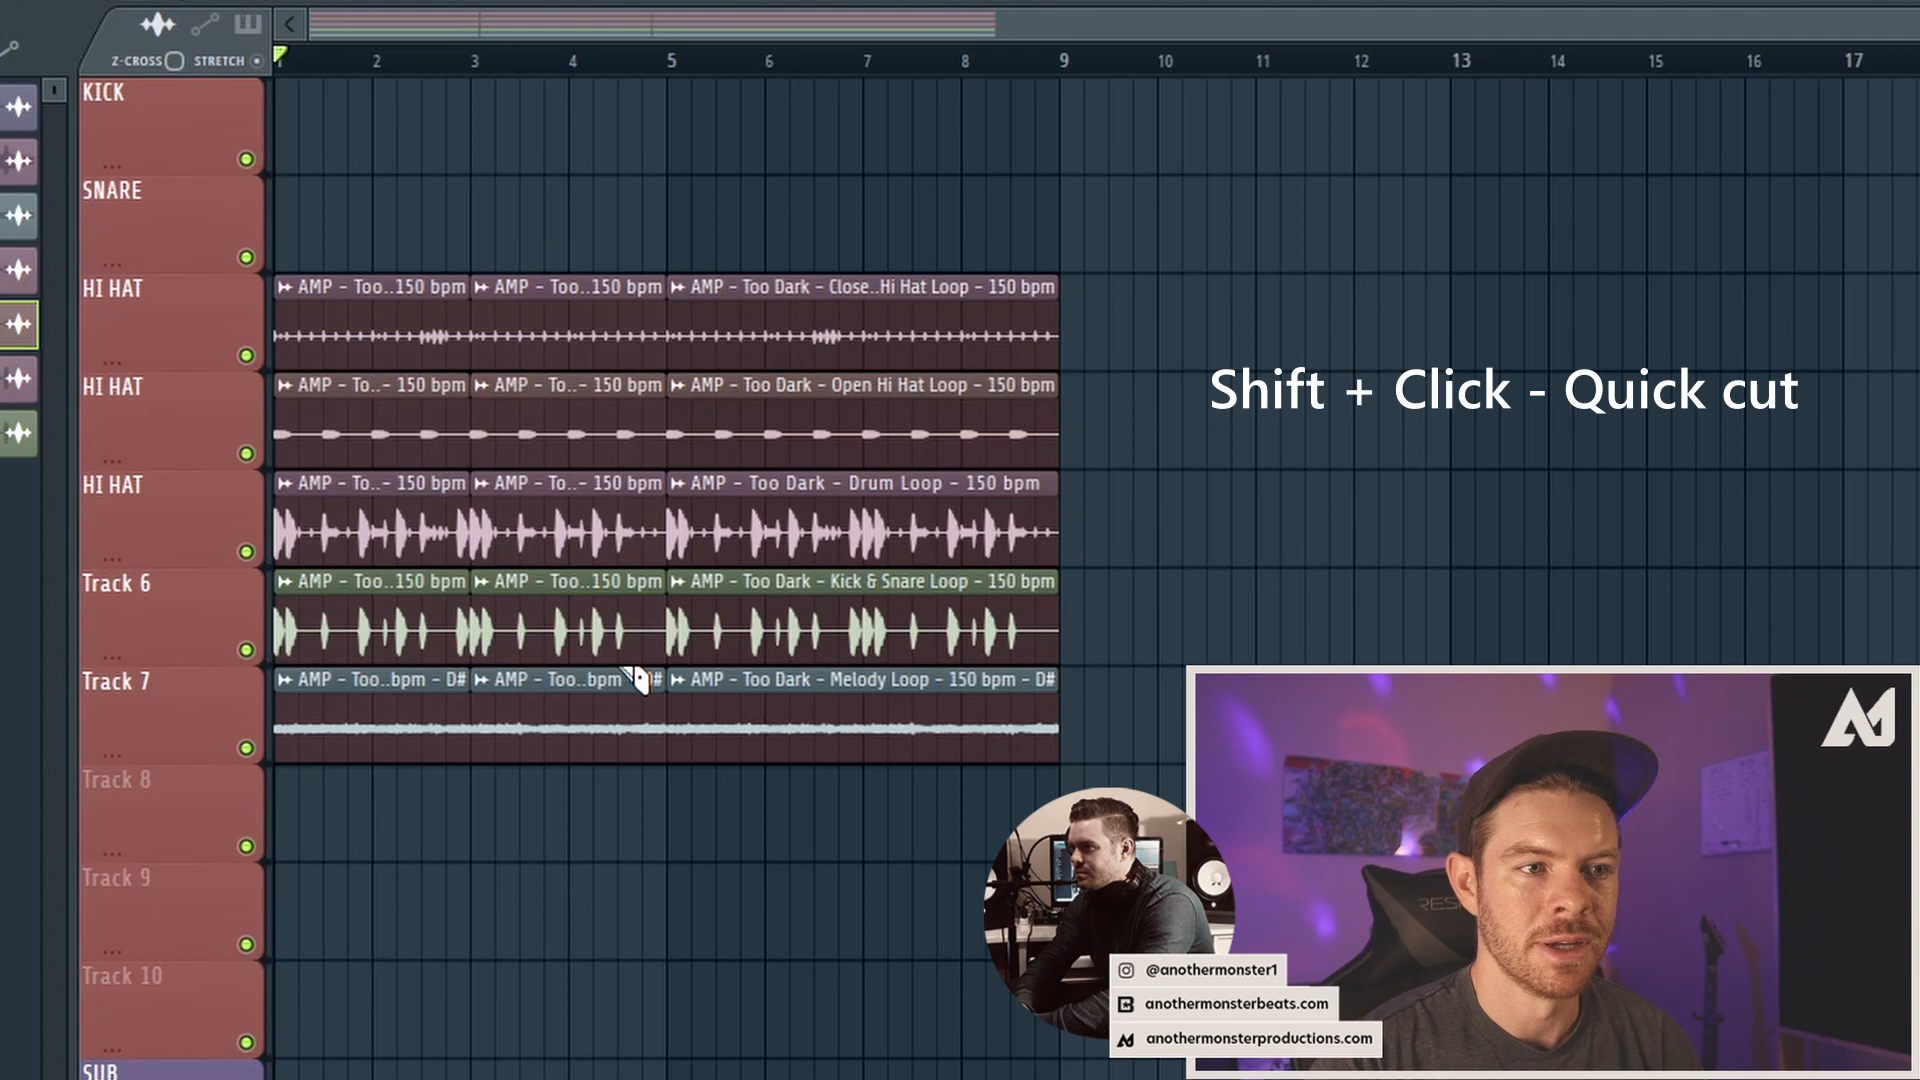 Z-CROSS STRETCH
1 2 3 4 5 6 7 8 9 10 11 12 13 14 15 16 17
KICK
SNARE
HI HAT
AMP - Too..150 bpm AMP - Too..150 bpm AMP - Too Dark - Close..Hi Hat Loop - 150 bpm
HI HAT
AMP - To..- 150 bpm AMP - To..- 150 bpm AMP - Too Dark - Open Hi Hat Loop - 150 bpm
Shift + Click - Quick cut
HI HAT
AMP - To..- 150 bpm AMP - To..- 150 bpm AMP - Too Dark - Drum Loop - 150 bpm
Track 6
AMP - Too..150 bpm AMP - Too..150 bpm AMP - Too Dark - Kick & Snare Loop - 150 bpm
Track 7
AMP - Too..bpm - D# AMP - Too..bpm # AMP - Too Dark - Melody Loop - 150 bpm - D#
Track 8
Track 9
Track 10
SUB
@anothermonster1
anothermonsterbeats.com
anothermonsterproductions.com